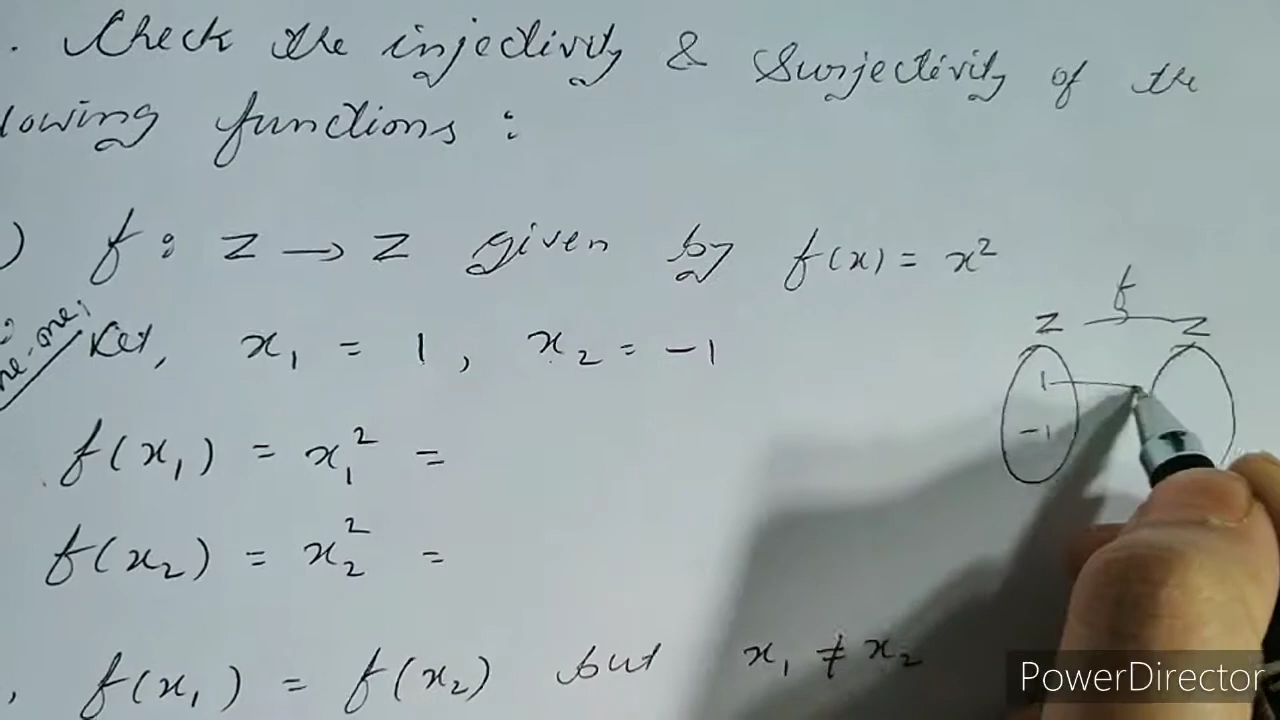 . Check the injectivity & Surjectivity of the
lowing functions :
) f : Z → Z given by f(x) = x²
ne-one;
Let, x₁ = 1 , x₂ = -1
f
Z Z
1
-1
f(x₁) = x₁² =
f(x₂) = x₂² =
, f(x₁) = f(x₂) but x₁ ≠ x₂
PowerDirector